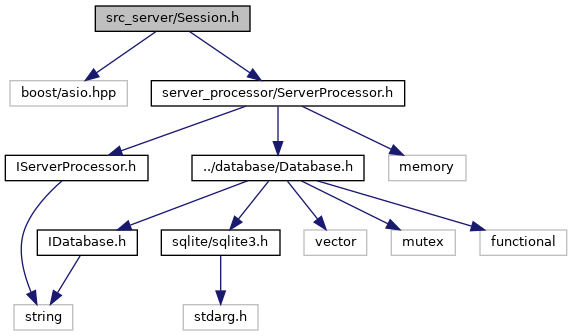 src_server/Session.h
boost/asio.hpp
server_processor/ServerProcessor.h
IServerProcessor.h
../database/Database.h
memory
IDatabase.h
sqlite/sqlite3.h
vector
mutex
functional
string
stdarg.h